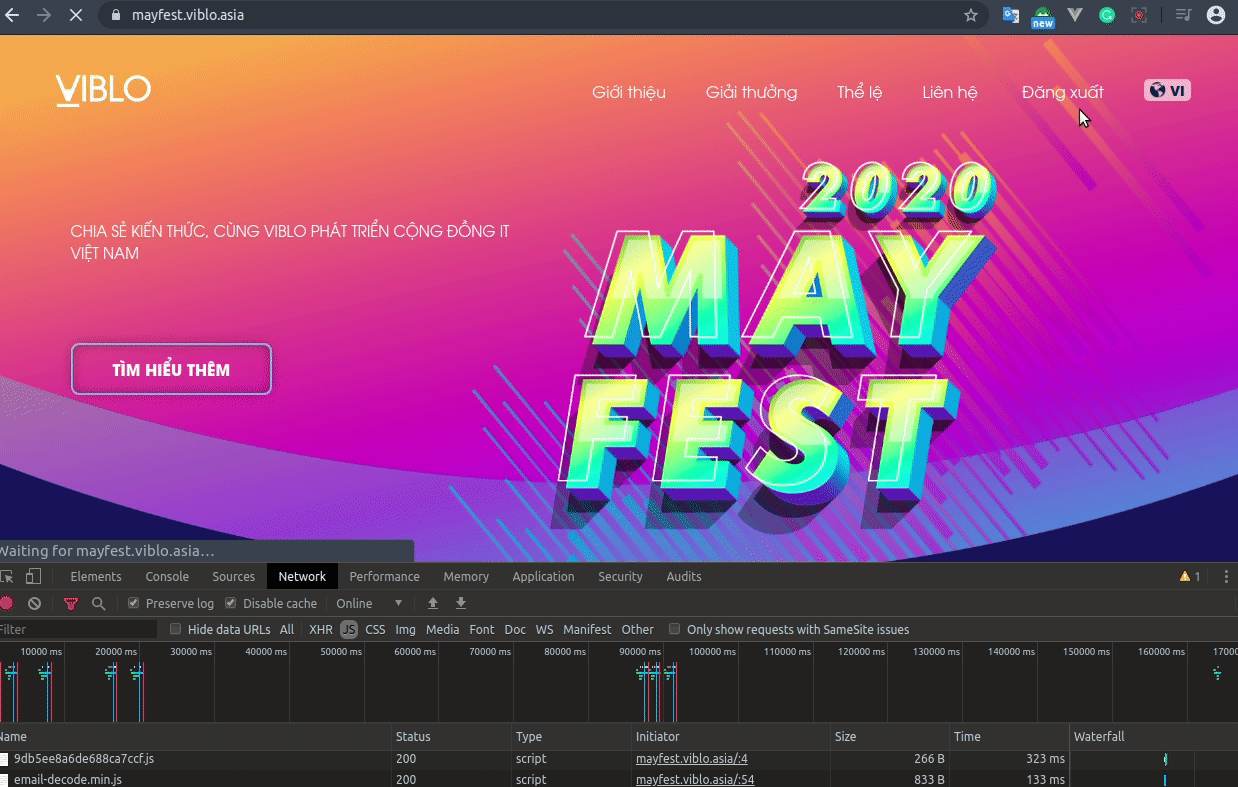 mayfest.viblo.asia
new
VIBLO
Giới thiệu Giải thưởng Thể lệ Liên hệ Đăng xuất VI
2020
MAY
FEST
CHIA SẺ KIẾN THỨC, CÙNG VIBLO PHÁT TRIỂN CỘNG ĐỒNG IT
VIỆT NAM
TÌM HIỂU THÊM
Waiting for mayfest.viblo.asia...
Elements Console Sources Network Performance Memory Application Security Audits 1
Preserve log Disable cache Online
Filter Hide data URLs All XHR JS CSS Img Media Font Doc WS Manifest Other Only show requests with SameSite issues
10000 ms 20000 ms 30000 ms 40000 ms 50000 ms 60000 ms 70000 ms 80000 ms 90000 ms 100000 ms 110000 ms 120000 ms 130000 ms 140000 ms 150000 ms 160000 ms 17000
Name Status Type Initiator Size Time Waterfall
9db5ee8a6de688ca7ccf.js 200 script mayfest.viblo.asia/:4 266 B 323 ms
email-decode.min.js 200 script mayfest.viblo.asia/:54 833 B 133 ms